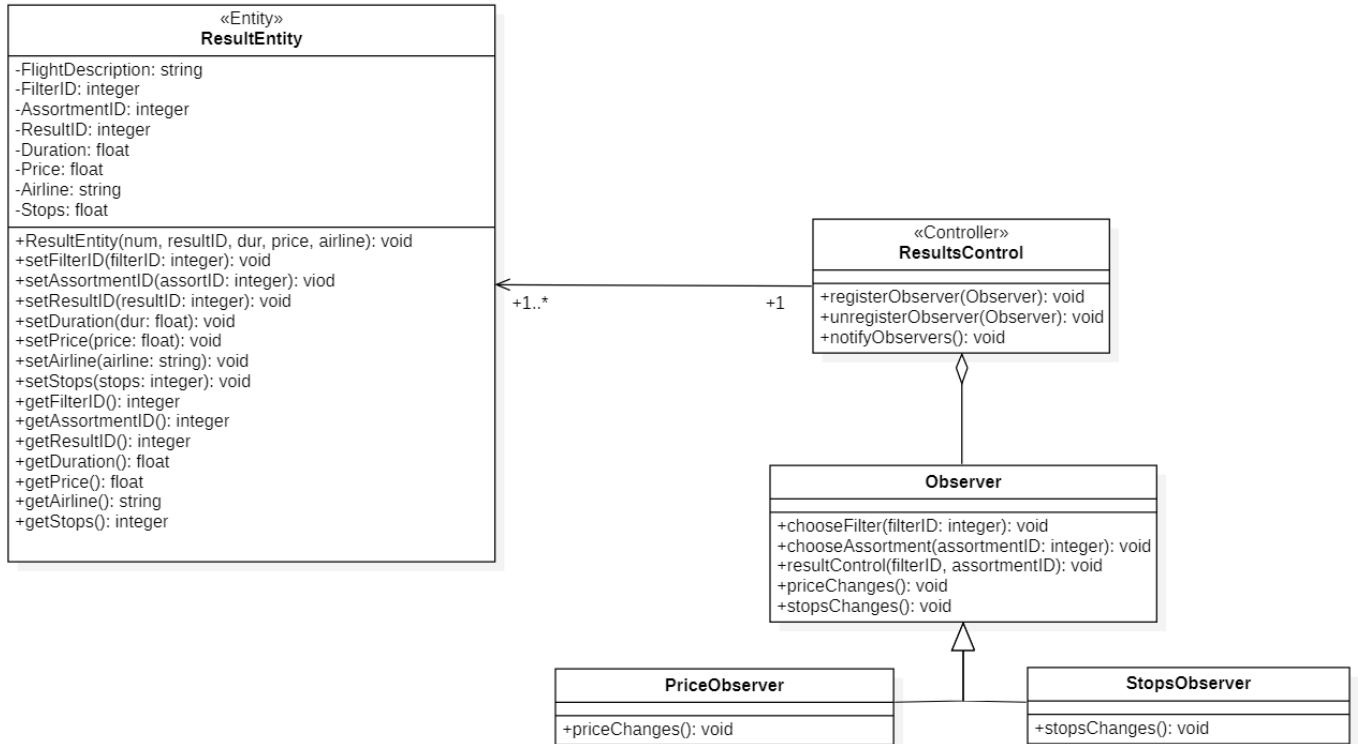 «Entity»
ResultEntity
-FlightDescription: string
-FilterID: integer
-AssortmentID: integer
-ResultID: integer
-Duration: float
-Price: float
-Airline: string
-Stops: float
+ResultEntity(num, resultID, dur, price, airline): void
+setFilterID(filterID: integer): void
+setAssortmentID(assortID: integer): viod
+setResultID(resultID: integer): void
+setDuration(dur: float): void
+setPrice(price: float): void
+setAirline(airline: string): void
+setStops(stops: integer): void
+getFilterID(): integer
+getAssortmentID(): integer
+getResultID(): integer
+getDuration(): float
+getPrice(): float
+getAirline(): string
+getStops(): integer
+1..*
+1
«Controller»
ResultsControl
+registerObserver(Observer): void
+unregisterObserver(Observer): void
+notifyObservers(): void
Observer
+chooseFilter(filterID: integer): void
+chooseAssortment(assortmentID: integer): void
+resultControl(filterID, assortmentID): void
+priceChanges(): void
+stopsChanges(): void
PriceObserver
+priceChanges(): void
StopsObserver
+stopsChanges(): void